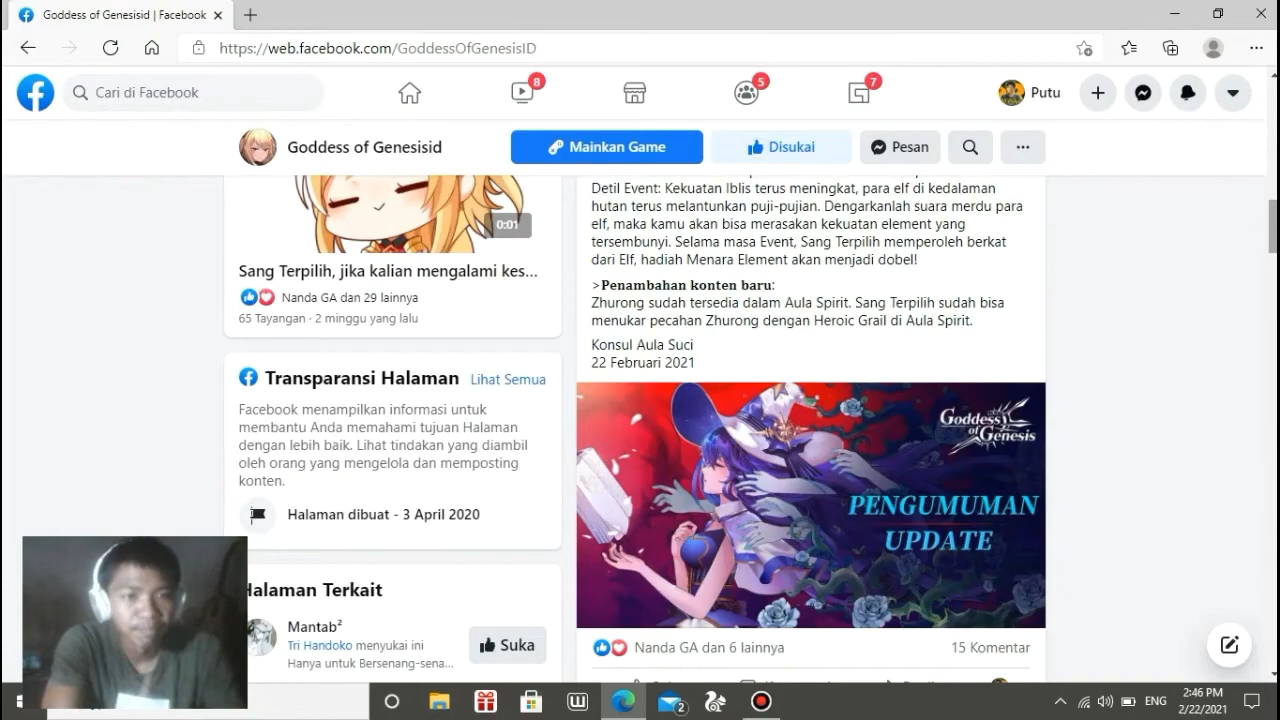 Goddess of Genesisid | Facebook
https://web.facebook.com/GoddessOfGenesisID
Cari di Facebook
8
5
7
Putu
Goddess of Genesisid
Mainkan Game
Disukai
Pesan
0:01
Sang Terpilih, jika kalian mengalami kes...
Nanda GA dan 29 lainnya
65 Tayangan · 2 minggu yang lalu
Transparansi Halaman
Lihat Semua
Facebook menampilkan informasi untuk
membantu Anda memahami tujuan Halaman
dengan lebih baik. Lihat tindakan yang diambil
oleh orang yang mengelola dan memposting
konten.
Halaman dibuat - 3 April 2020
Halaman Terkait
Mantab²
Tri Handoko menyukai ini
Hanya untuk Bersenang-sena...
Suka
Detil Event: Kekuatan Iblis terus meningkat, para elf di kedalaman
hutan terus melantunkan puji-pujian. Dengarkanlah suara merdu para
elf, maka kamu akan bisa merasakan kekuatan element yang
tersembunyi. Selama masa Event, Sang Terpilih memperoleh berkat
dari Elf, hadiah Menara Element akan menjadi dobel!
>Penambahan konten baru:
Zhurong sudah tersedia dalam Aula Spirit. Sang Terpilih sudah bisa
menukar pecahan Zhurong dengan Heroic Grail di Aula Spirit.
Konsul Aula Suci
22 Februari 2021
Goddess
of Genesis
PENGUMUMAN
UPDATE
Nanda GA dan 6 lainnya
15 Komentar
2
ENG
2:46 PM
2/22/2021